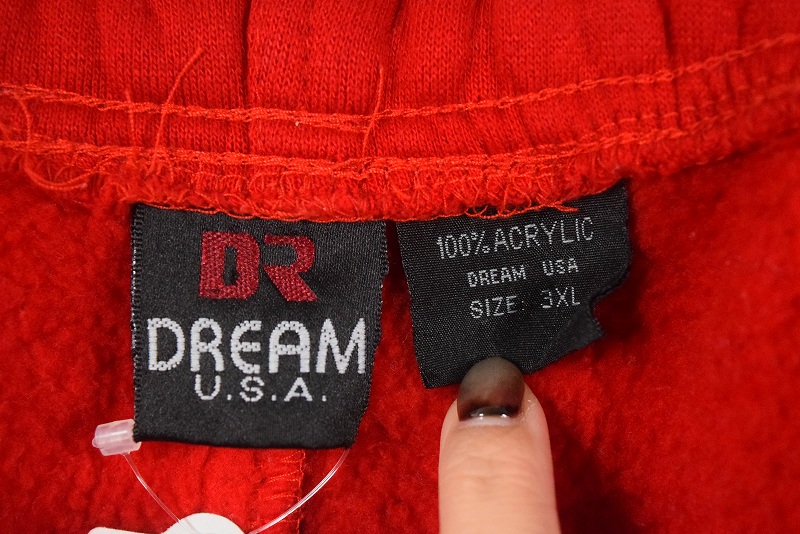 DR
DREAM
U.S.A.
100% ACRYLIC
DREAM USA
SIZE: 3XL